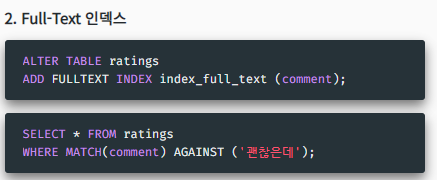 2. Full-Text 인덱스
ALTER TABLE ratings
ADD FULLTEXT INDEX index_full_text (comment);
SELECT * FROM ratings
WHERE MATCH(comment) AGAINST ('괜찮은데');